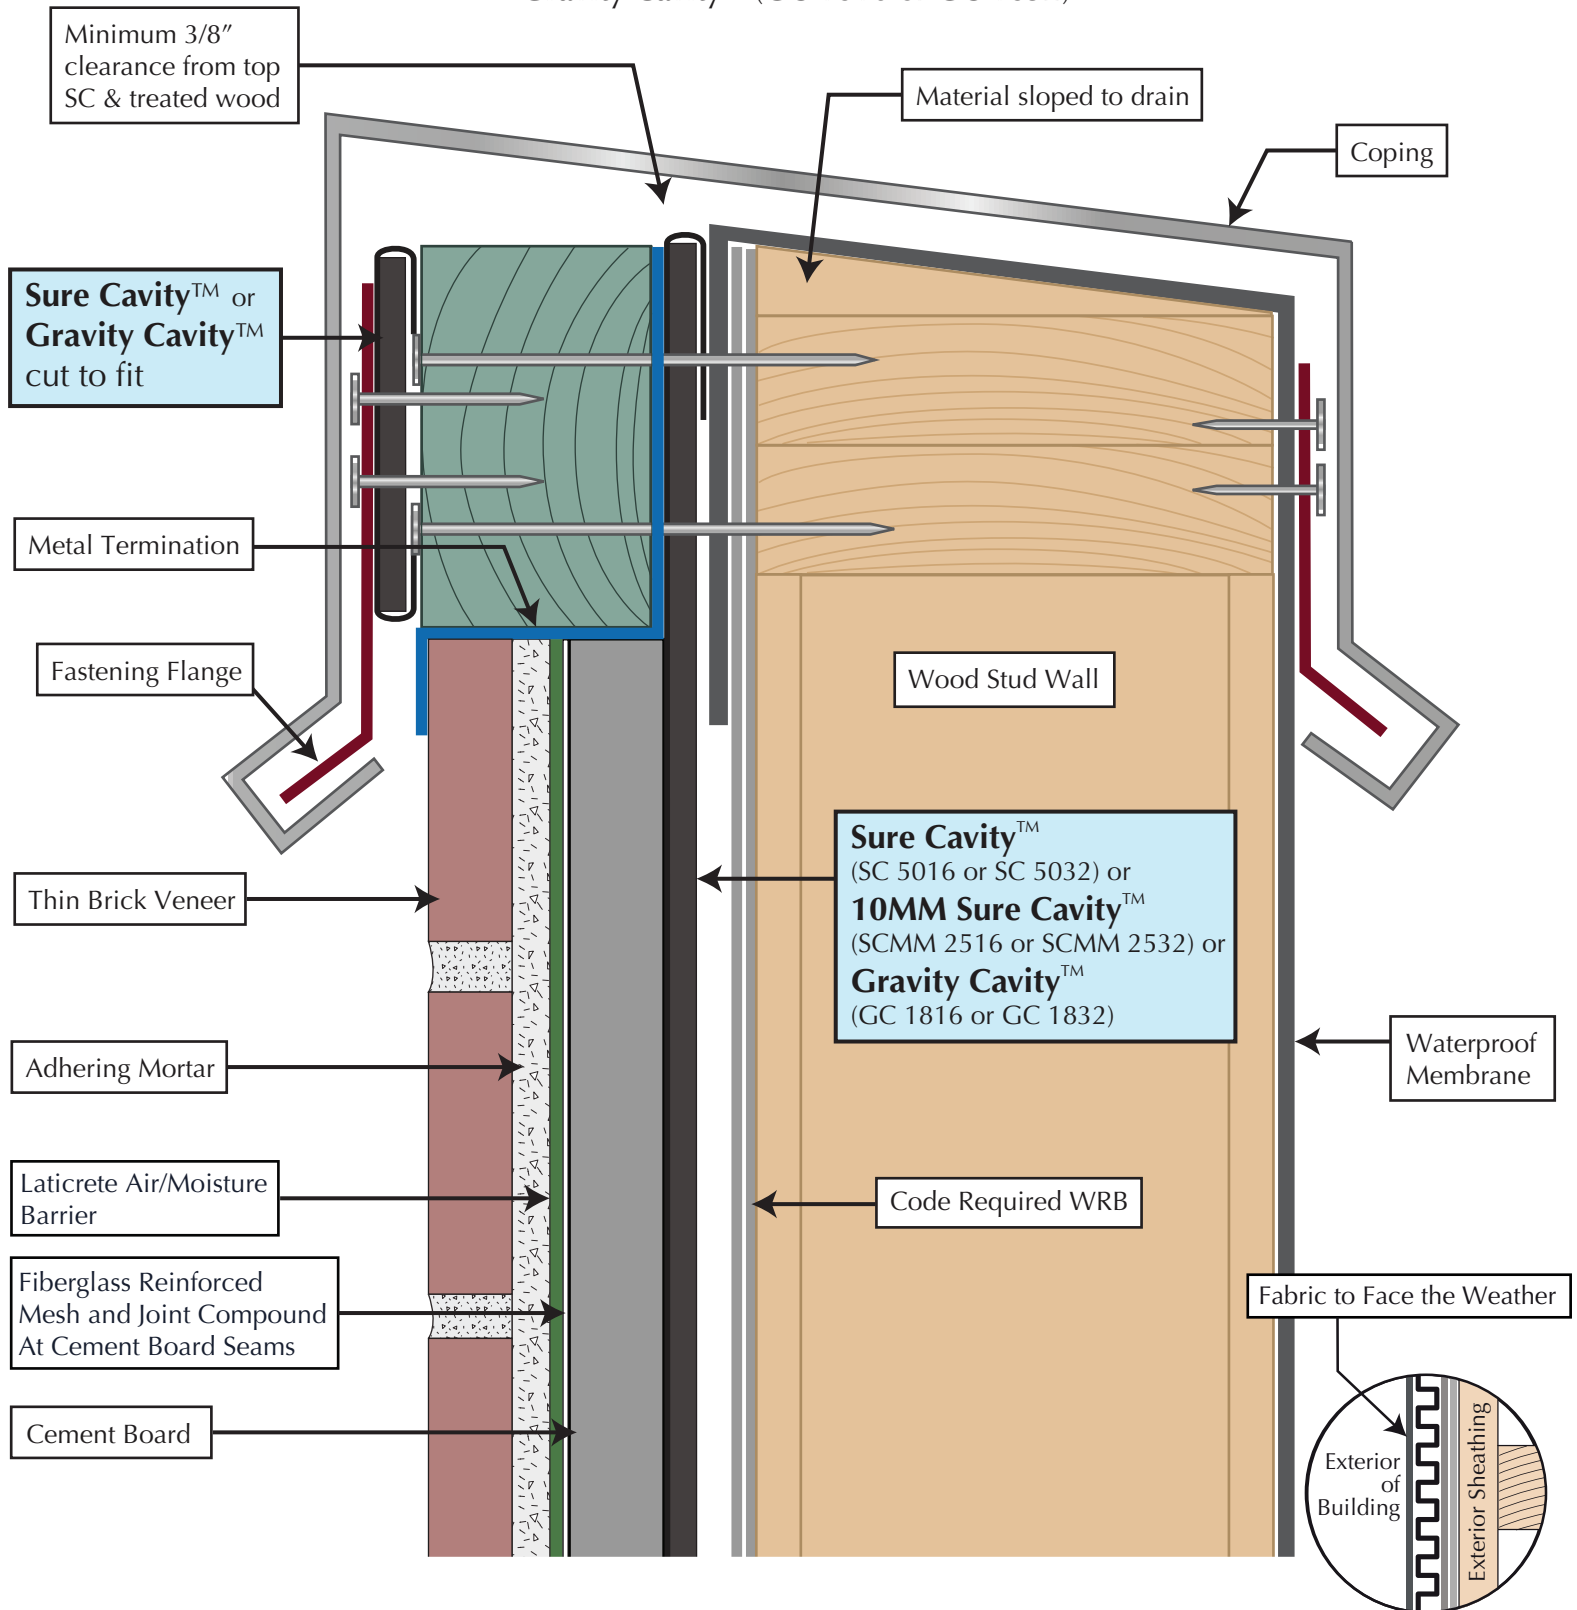 Minimum 3/8"
clearance from top
SC & treated wood
Material sloped to drain
Coping
Sure Cavity™ or
Gravity Cavity™
cut to fit
Metal Termination
Fastening Flange
Wood Stud Wall
Sure Cavity™
(SC 5016 or SC 5032) or
10MM Sure Cavity™
(SCMM 2516 or SCMM 2532) or
Gravity Cavity™
(GC 1816 or GC 1832)
Thin Brick Veneer
Adhering Mortar
Waterproof
Membrane
Laticrete Air/Moisture
Barrier
Code Required WRB
Fiberglass Reinforced
Mesh and Joint Compound
At Cement Board Seams
Fabric to Face the Weather
Cement Board
Exterior
of
Building
Exterior Sheathing